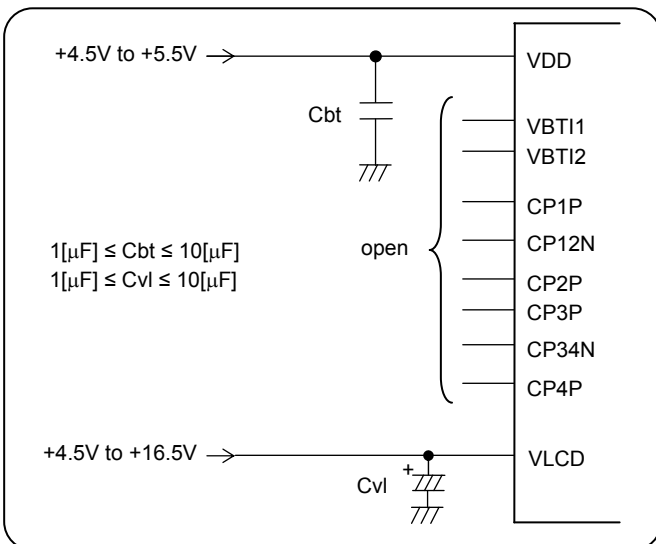 +4.5V to +5.5V
VDD
Cbt
VBTI1
VBTI2
CP1P
1[μF] ≤ Cbt ≤ 10[μF]
open
CP12N
1[μF] ≤ Cvl ≤ 10[μF]
CP2P
CP3P
CP34N
CP4P
+4.5V to +16.5V
VLCD
+
Cvl